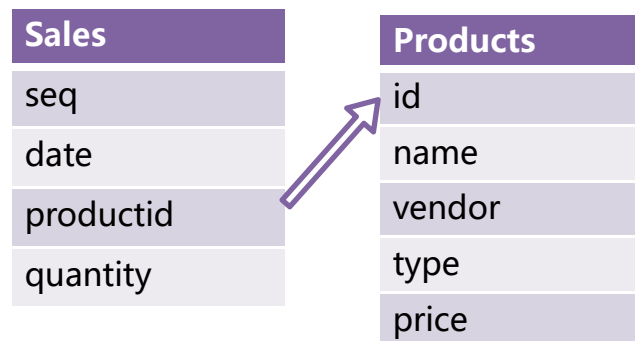 Sales
seq
date
productid
quantity
Products
id
name
vendor
type
price